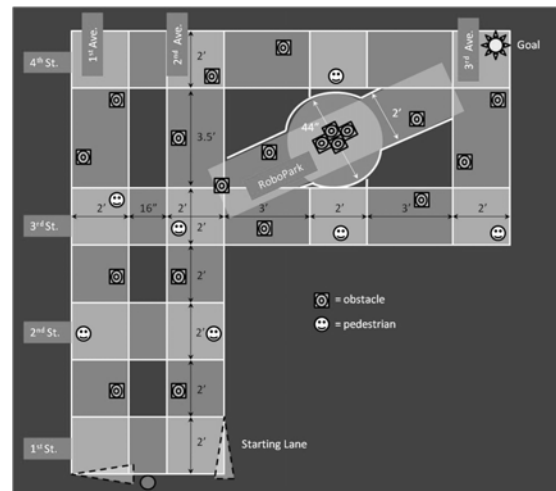 1st Ave.
2nd Ave.
3rd Ave.
Goal
4th St.
2'
3.5'
44"
2'
RoboPark
3rd St.
2'
16"
2'
3'
2'
3'
2'
2'
2'
= obstacle
= pedestrian
2nd St.
2'
2'
Starting Lane
1st St.
2'